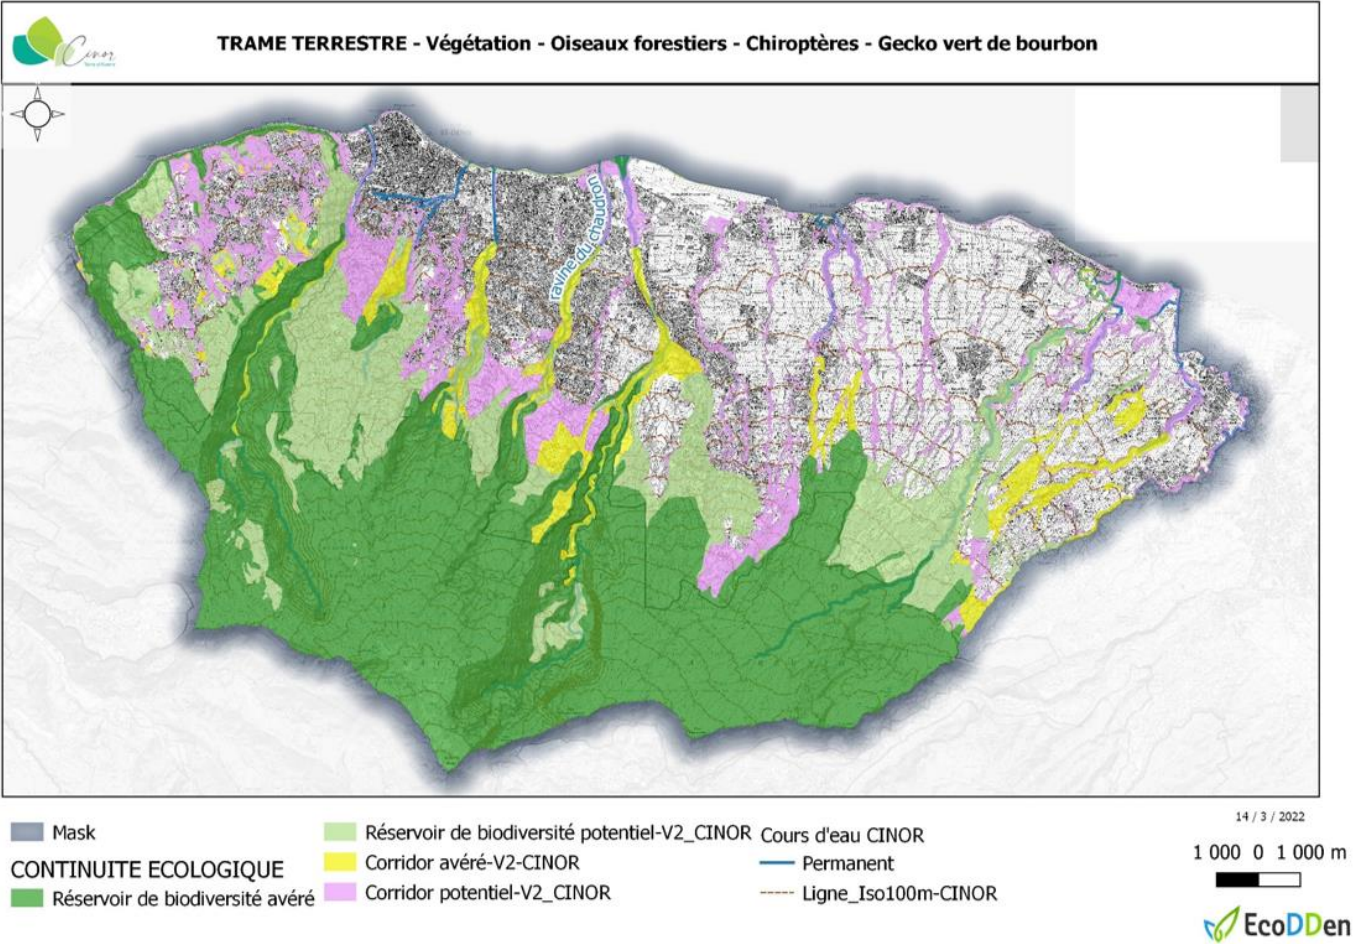 Cinor
TRAME TERRESTRE - Végétation - Oiseaux forestiers - Chiroptères - Gecko vert de bourbon
ravine du chaudron
Mask
CONTINUITE ECOLOGIQUE
Réservoir de biodiversité avéré
Réservoir de biodiversité potentiel-V2_CINOR
Corridor avéré-V2-CINOR
Corridor potentiel-V2_CINOR
Cours d'eau CINOR
Permanent
Ligne_Iso100m-CINOR
14 / 3 / 2022
1 000 0 1 000 m
EcoDDen